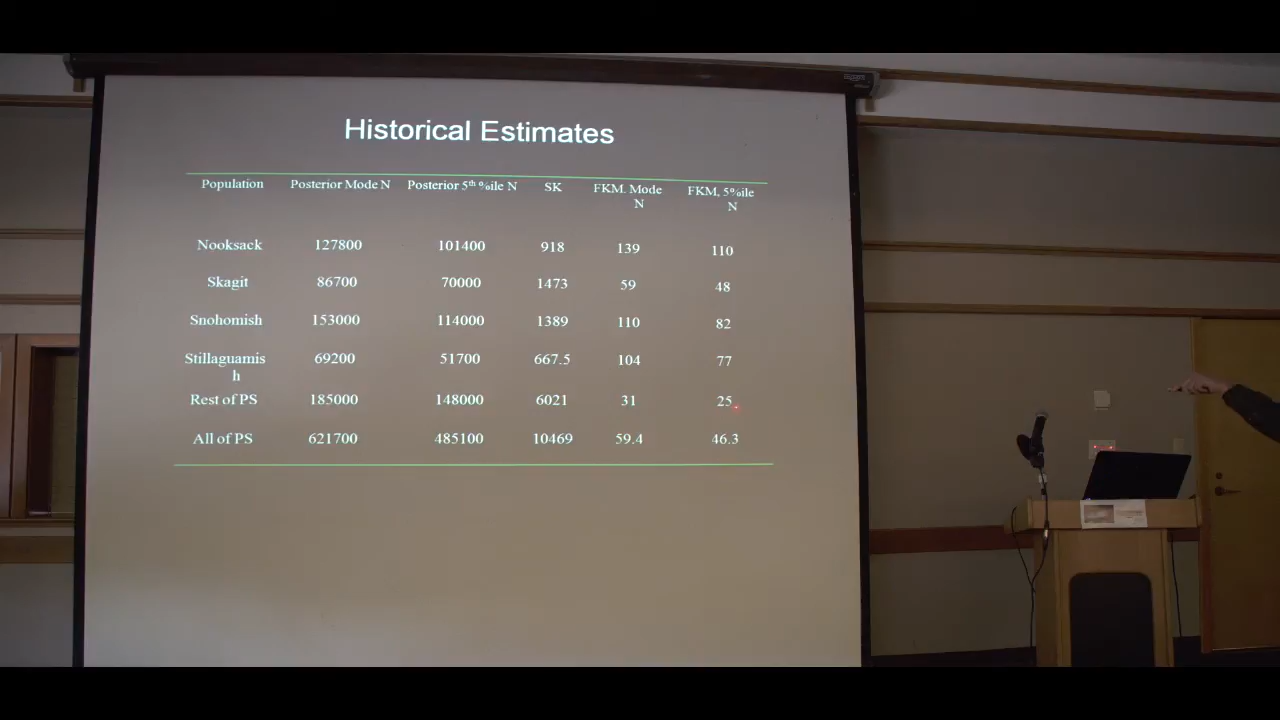 Historical Estimates
Population Posterior Mode N Posterior 5th %ile N SK FKM. Mode N FKM, 5%ile N
Nooksack 127800 101400 918 139 110
Skagit 86700 70000 1473 59 48
Snohomish 153000 114000 1389 110 82
Stillaguamis
h 69200 51700 667.5 104 77
Rest of PS 185000 148000 6021 31 25
All of PS 621700 485100 10469 59.4 46.3